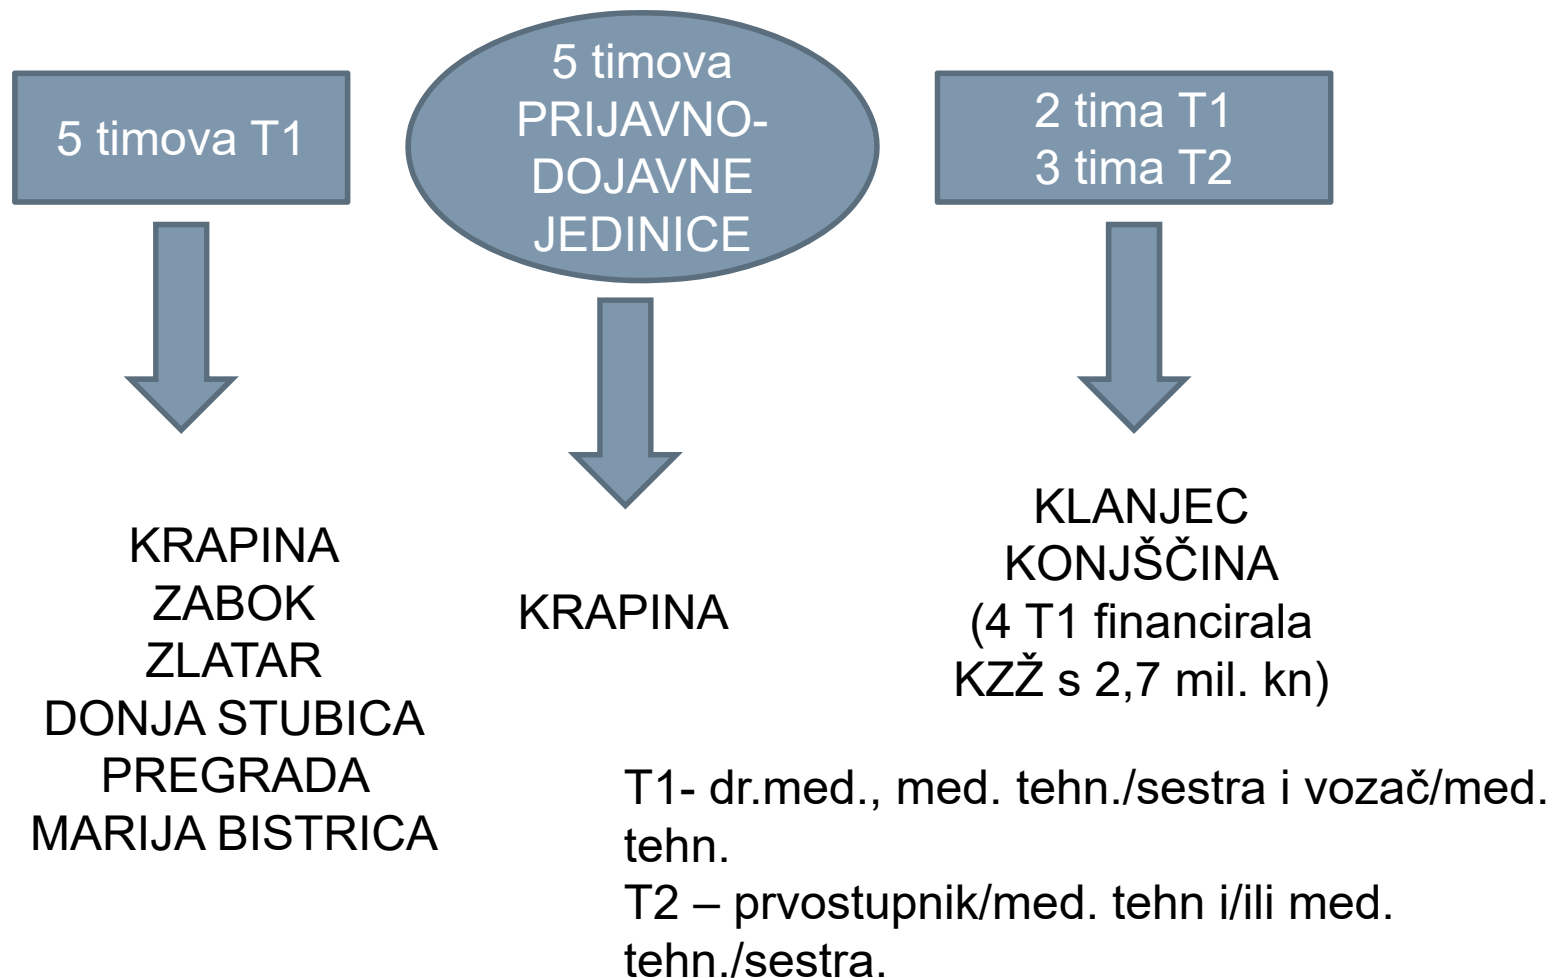 5 timova T1
5 timova
PRIJAVNO-
DOJAVNE
JEDINICE
2 tima T1
3 tima T2
KRAPINA
ZABOK
ZLATAR
DONJA STUBICA
PREGRADA
MARIJA BISTRICA
KRAPINA
KLANJEC
KONJŠČINA
(4 T1 financirala
KZŽ s 2,7 mil. kn)
T1- dr.med., med. tehn./sestra i vozač/med.
tehn.
T2 – prvostupnik/med. tehn i/ili med.
tehn./sestra.